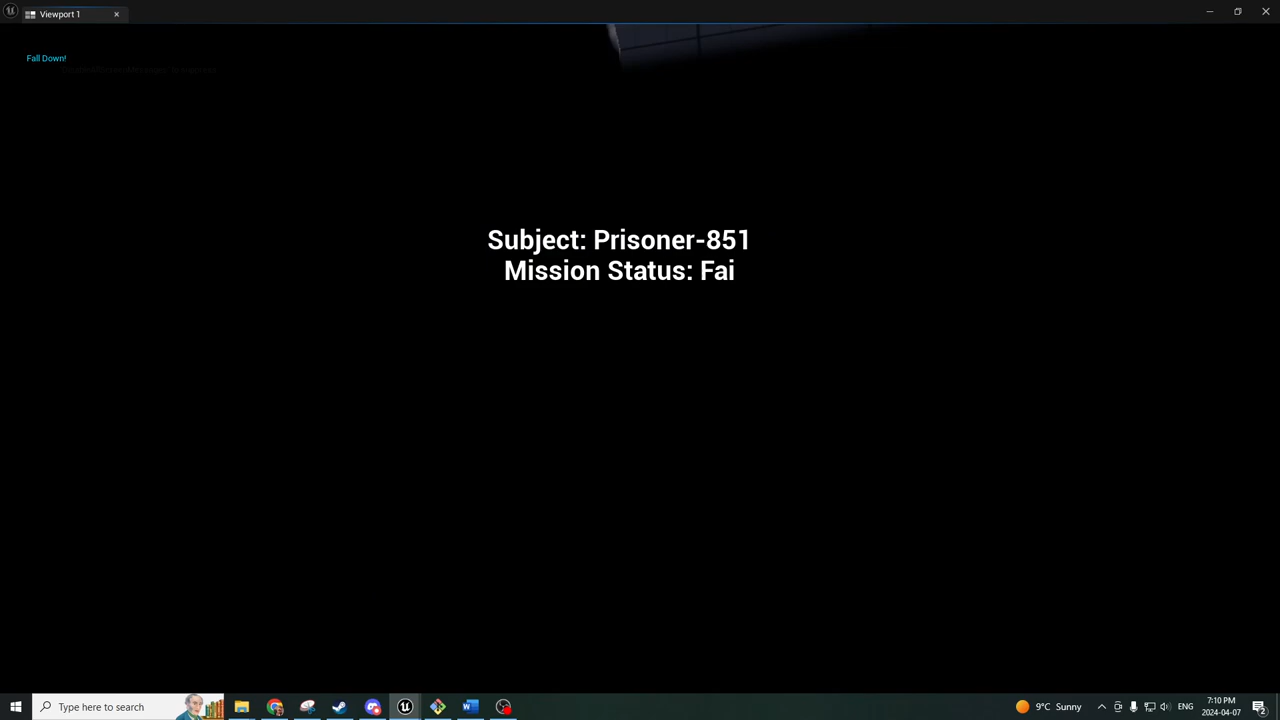 Viewport 1
Fall Down!
Subject: Prisoner-851
Mission Status: Fai
Type here to search
9°C Sunny
ENG
7:10 PM
2024-04-07
2